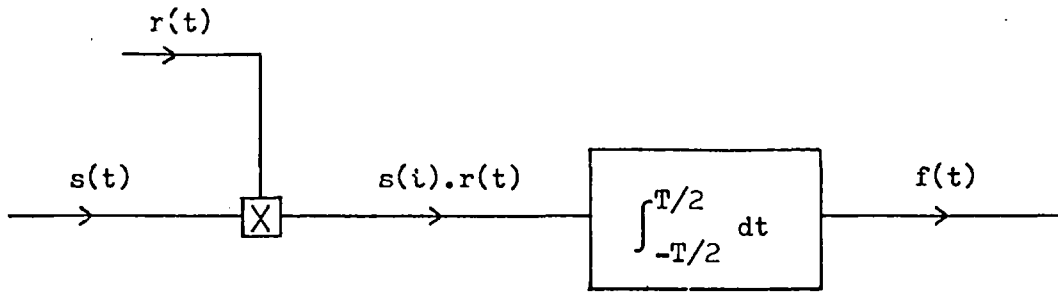 r(t)
s(t)
X
s(i).r(t)
∫
T/2
-T/2
dt
f(t)